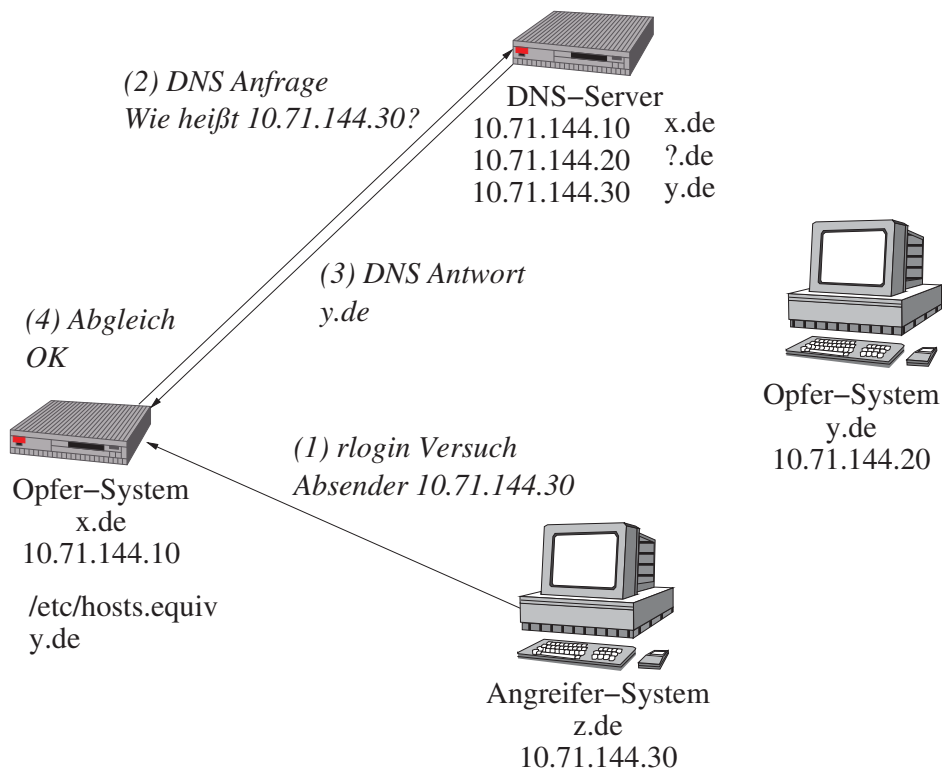 (2) DNS Anfrage
Wie heißt 10.71.144.30?
DNS–Server
10.71.144.10 x.de
10.71.144.20 ?.de
10.71.144.30 y.de
(3) DNS Antwort
y.de
(4) Abgleich
OK
Opfer–System
y.de
10.71.144.20
(1) rlogin Versuch
Absender 10.71.144.30
Opfer–System
x.de
10.71.144.10
/etc/hosts.equiv
y.de
Angreifer–System
z.de
10.71.144.30